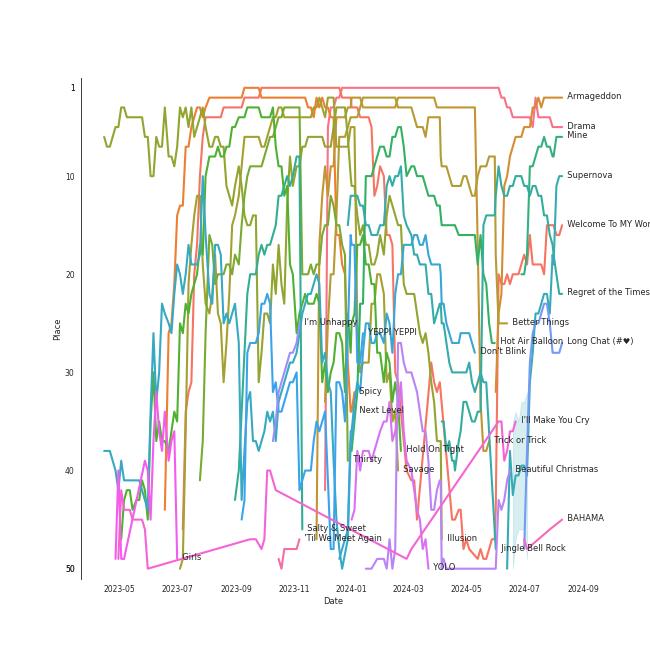 1
10
20
30
40
50
Place
Date
2023-05
2023-07
2023-09
2023-11
2024-01
2024-03
2024-05
2024-07
2024-09
Armageddon
Drama
Mine
Supernova
Welcome To MY Wor
Regret of the Times
I'm Unhappy
Better Things
YEPPI YEPPI
Hot Air Balloon
Long Chat (#♥)
Don't Blink
Spicy
Next Level
I'll Make You Cry
Trick or Trick
Hold On Tight
Thirsty
Savage
Beautiful Christmas
BAHAMA
Salty & Sweet
'Til We Meet Again
Illusion
Jingle Bell Rock
Girls
YOLO